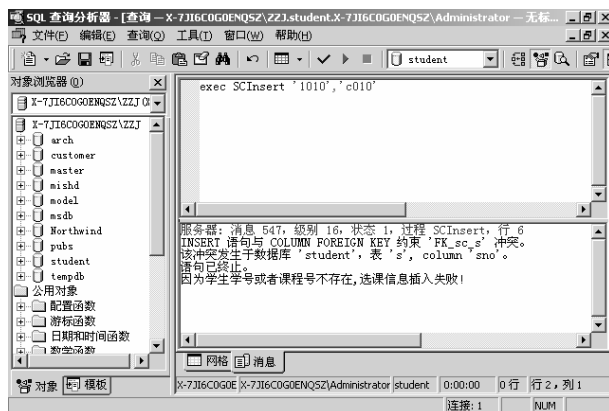 SQL 查询分析器 - [查询 — X-7JI6C0G0ENQSZ\ZZJ.student.X-7JI6C0G0ENQSZ\Administrator — 无标...
文件(F) 编辑(E) 查询(Q) 工具(T) 窗口(W) 帮助(H)
student
对象浏览器(O)
X-7JI6C0G0ENQSZ\ZZJ
X-7JI6C0G0ENQSZ\ZZJ
arch
customer
master
mishd
model
msdb
Northwind
pubs
student
tempdb
公用对象
配置函数
游标函数
日期和时间函数
数学函数
对象 模板
exec SCInsert '1010','c010'
服务器: 消息 547，级别 16，状态 1，过程 SCInsert，行 6
INSERT 语句与 COLUMN FOREIGN KEY 约束 'FK_sc_s' 冲突。
该冲突发生于数据库 'student'，表 's', column 'sno'。
语句已终止。
因为学生学号或者课程号不存在,选课信息插入失败!
网格 消息
X-7JI6C0G0E X-7JI6C0G0ENQSZ\Administrator student 0:00:00 0 行 行 2，列 1
连接: 1 NUM